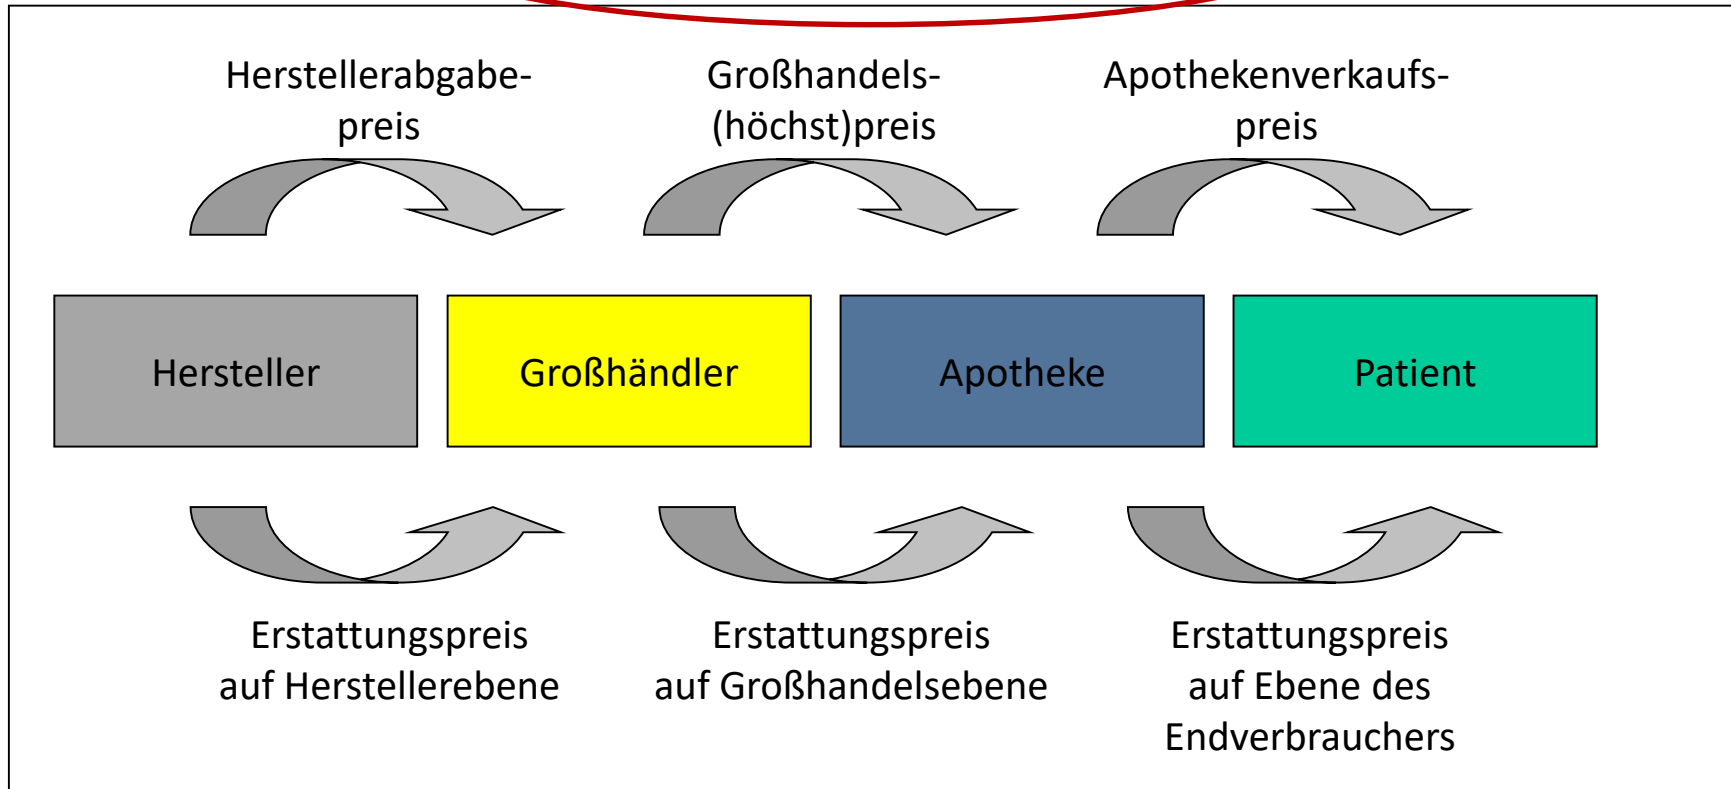 Herstellerabgabe-
preis
Großhandels-
(höchst)preis
Apothekenverkaufs-
preis
Hersteller
Großhändler
Apotheke
Patient
Erstattungspreis
auf Herstellerebene
Erstattungspreis
auf Großhandelsebene
Erstattungspreis
auf Ebene des
Endverbrauchers